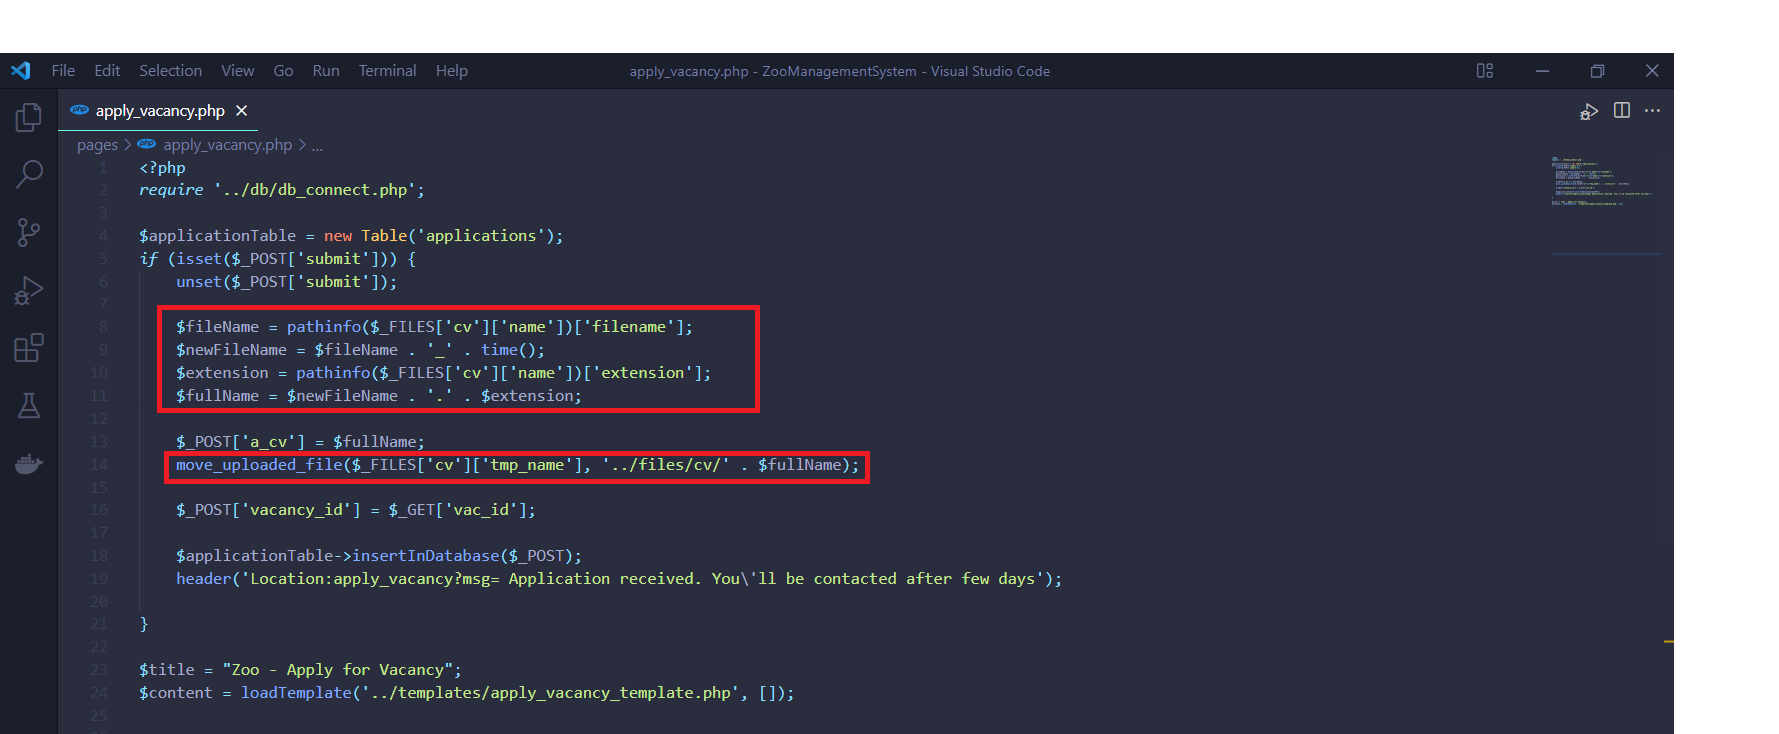 File Edit Selection View Go Run Terminal Help apply_vacancy.php - ZooManagementSystem - Visual Studio Code
php apply_vacancy.php
pages > php apply_vacancy.php > ...
1 <?php
2 require '../db/db_connect.php';
3
4 $applicationTable = new Table('applications');
5 if (isset($_POST['submit'])) {
6 unset($_POST['submit']);
7
8 $fileName = pathinfo($_FILES['cv']['name'])['filename'];
9 $newFileName = $fileName . '_' . time();
10 $extension = pathinfo($_FILES['cv']['name'])['extension'];
11 $fullName = $newFileName . '.' . $extension;
12
13 $_POST['a_cv'] = $fullName;
14 move_uploaded_file($_FILES['cv']['tmp_name'], '../files/cv/' . $fullName);
15
16 $_POST['vacancy_id'] = $_GET['vac_id'];
17
18 $applicationTable->insertInDatabase($_POST);
19 header('Location:apply_vacancy?msg= Application received. You\'ll be contacted after few days');
20
21 }
22
23 $title = "Zoo - Apply for Vacancy";
24 $content = loadTemplate('../templates/apply_vacancy_template.php', []);
25